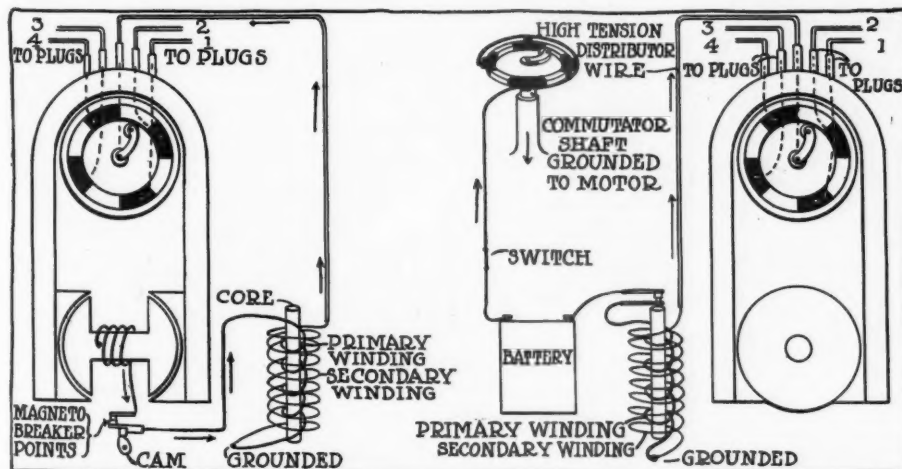 3
4
TO PLUGS
2
1
TO PLUGS
CORE
PRIMARY
WINDING
SECONDARY
WINDING
MAGNETO
BREAKER
POINTS
CAM
GROUNDED
HIGH TENSION
DISTRIBUTOR
WIRE
COMMUTATOR
SHAFT
GROUNDED
TO MOTOR
SWITCH
BATTERY
PRIMARY WINDING
SECONDARY WINDING
GROUNDED
3
4
TO PLUGS
2
1
TO
PLUGS